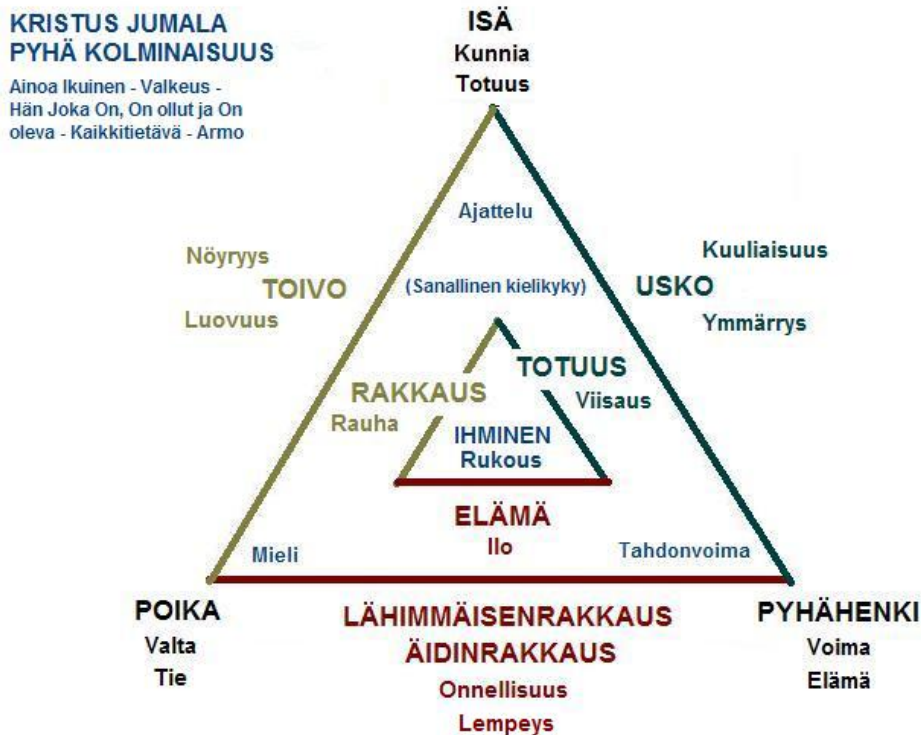 KRISTUS JUMALA
PYHÄ KOLMINAISUUS
Ainoa Ikuinen - Valkeus -
Hän Joka On, On ollut ja On
oleva - Kaikkitietävä - Armo
ISÄ
Kunnia
Totuus
Ajattelu
Nöyryys
TOIVO
Luovuus
(Sanallinen kielikyky)
Kuuliaisuus
USKO
Ymmärrys
TOTUUS
Viisaus
RAKKAUS
Rauha
IHMINEN
Rukous
ELÄMÄ
Ilo
Mieli
Tahdonvoima
POIKA
Valta
Tie
LÄHIMMÄISENRAKKAUS
ÄIDINRAKKAUS
Onnellisuus
Lempeys
PYHÄHENKI
Voima
Elämä